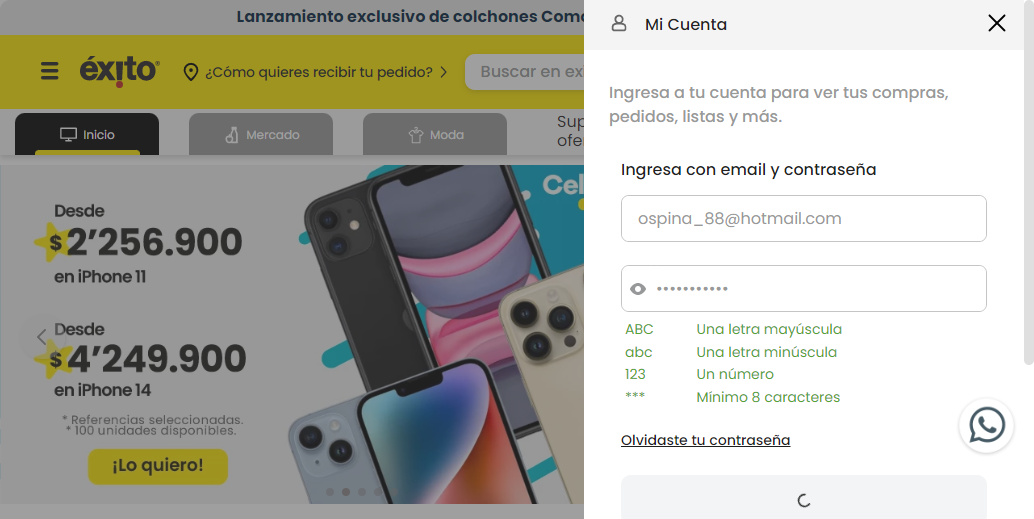 Lanzamiento exclusivo de colchones Como
Mi Cuenta
éxito
¿Cómo quieres recibir tu pedido?
Buscar en ex
Inicio
Mercado
Moda
Sup
ofe
Ingresa a tu cuenta para ver tus compras,
pedidos, listas y más.
Ingresa con email y contraseña
ospina_88@hotmail.com
•••••••••••
ABC Una letra mayúscula
abc Una letra minúscula
123 Un número
*** Mínimo 8 caracteres
Olvidaste tu contraseña
Cel
Desde
$2’256.900
en iPhone 11
Desde
$4’249.900
en iPhone 14
* Referencias seleccionadas.
* 100 unidades disponibles.
¡Lo quiero!